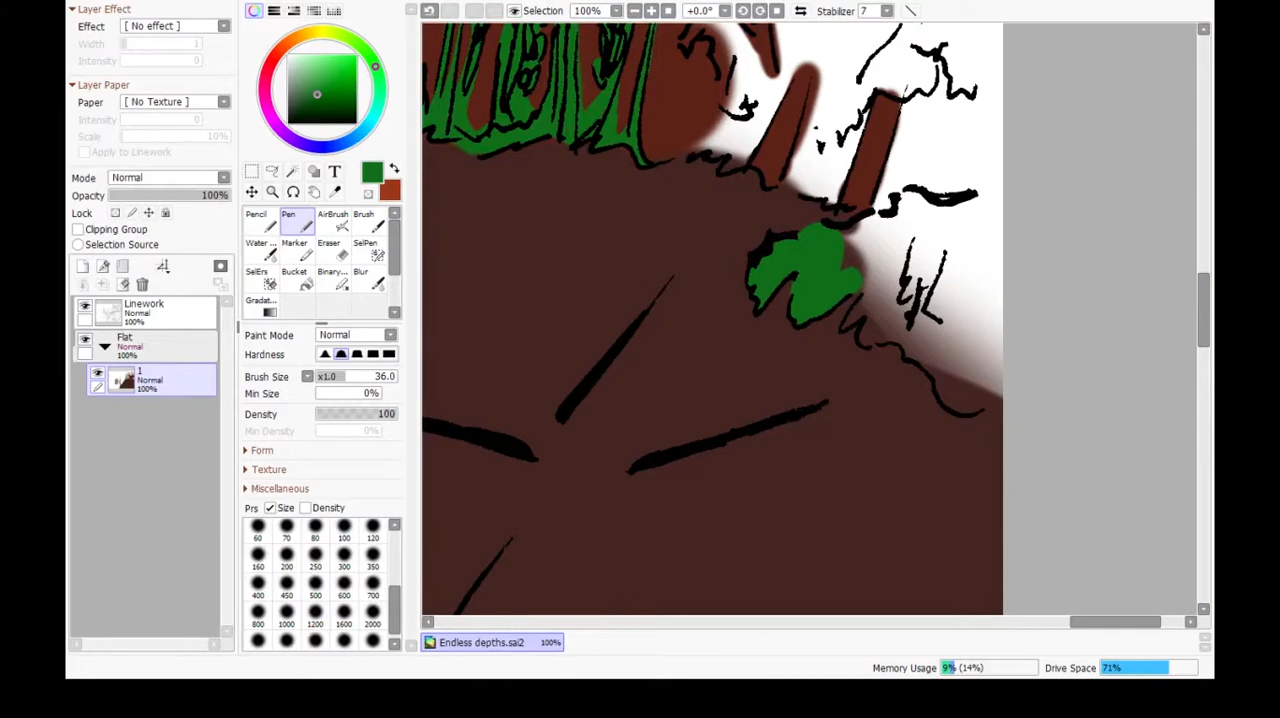 Layer Effect
Effect [ No effect ]
Width 1
Intensity 0
Layer Paper
Paper [ No Texture ]
Intensity 0
Scale 10%
Apply to Linework
Mode Normal
Opacity 100%
Lock
Clipping Group
Selection Source
Linework
Normal
100%
Flat
Normal
100%
1
Normal
100%
T
Pencil Pen AirBrush Brush
Water ... Marker Eraser SelPen
SelErs Bucket Binary... Blur
Gradat...
Paint Mode Normal
Hardness
Brush Size x1.0 36.0
Min Size 0%
Density 100
Min Density 0%
Form
Texture
Miscellaneous
Prs Size Density
60 70 80 100 120
160 200 250 300 350
400 450 500 600 700
800 1000 1200 1600 2000
Selection 100% +0.0° Stabilizer 7
Endless depths.sai2 100%
Memory Usage 9% (14%) Drive Space 71%